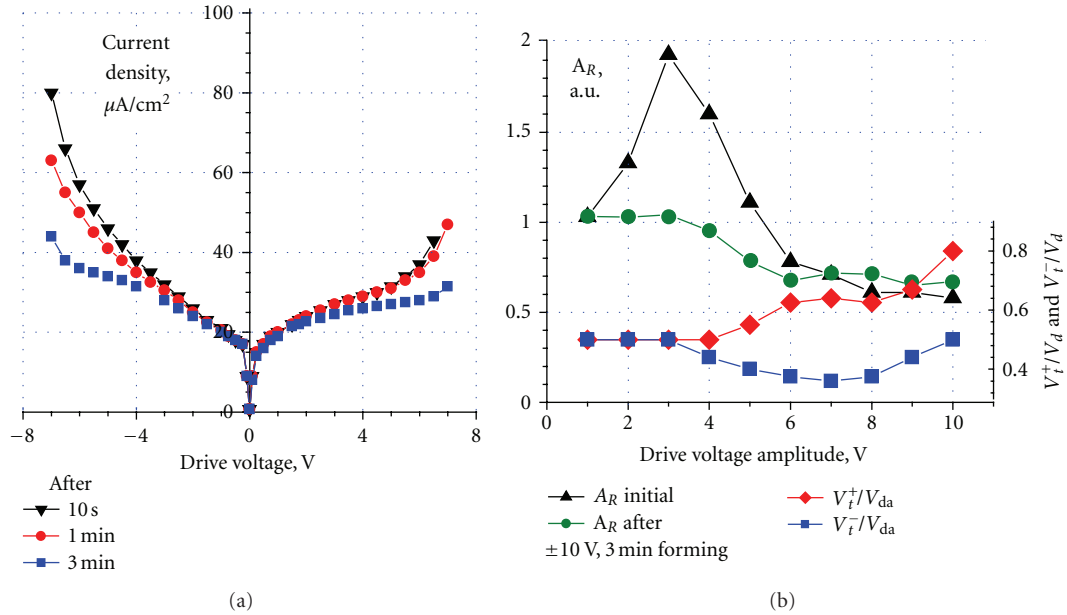 100
80
60
40
20
0
Current
density,
μA/cm²
−8
−4
0
4
8
Drive voltage, V
After
10 s
1 min
3 min
(a)
2
1.5
1
0.5
0
A_R,
a.u.
0.8
0.6
0.4
V_t^+/V_d and V_t^−/V_d
0
2
4
6
8
10
Drive voltage amplitude, V
A_R initial
A_R after
±10 V, 3 min forming
V_t^+/V_da
V_t^−/V_da
(b)